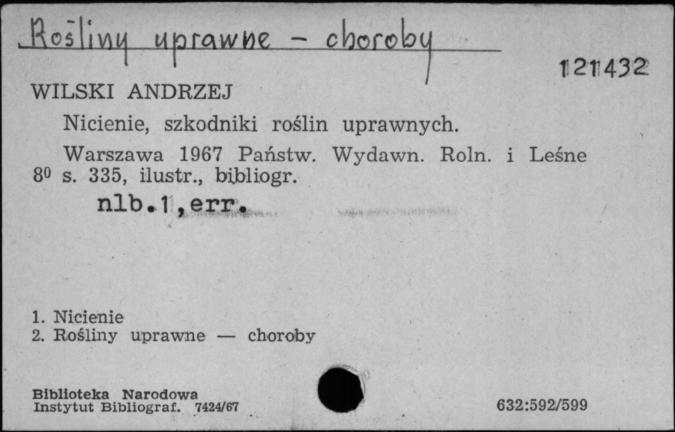 Rośliny uprawne - choroby
121432
WILSKI ANDRZEJ
Nicienie, szkodniki roślin uprawnych.
Warszawa 1967 Państw. Wydawn. Roln. i Leśne
8⁰ s. 335, ilustr., bibliogr.
nlb.1,err.
1. Nicienie
2. Rośliny uprawne — choroby
Biblioteka Narodowa
Instytut Bibliograf. 7424/67
632:592/599